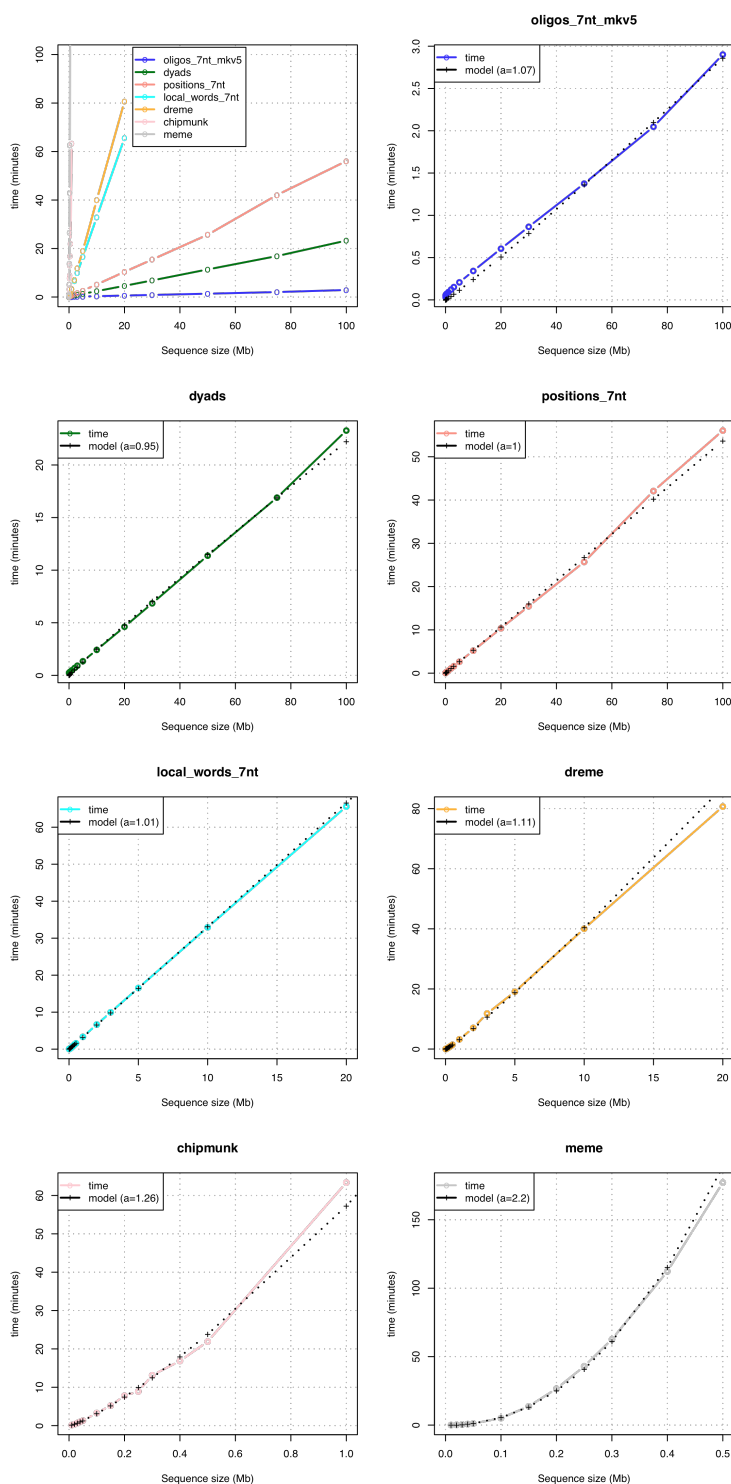 oligos_7nt_mkv5
100
80
60
40
20
0
time (minutes)
oligos_7nt_mkv5
dyads
positions_7nt
local_words_7nt
dreme
chipmunk
meme
0 20 40 60 80 100
Sequence size (Mb)
3.0
2.5
2.0
1.5
1.0
0.5
0.0
time (minutes)
time
model (a=1.07)
0 20 40 60 80 100
Sequence size (Mb)
dyads
20
15
10
5
0
time (minutes)
time
model (a=0.95)
0 20 40 60 80 100
Sequence size (Mb)
positions_7nt
50
40
30
20
10
0
time (minutes)
time
model (a=1)
0 20 40 60 80 100
Sequence size (Mb)
local_words_7nt
60
50
40
30
20
10
0
time (minutes)
time
model (a=1.01)
0 5 10 15 20
Sequence size (Mb)
dreme
80
60
40
20
0
time (minutes)
time
model (a=1.11)
0 5 10 15 20
Sequence size (Mb)
chipmunk
60
50
40
30
20
10
0
time (minutes)
time
model (a=1.26)
0.0 0.2 0.4 0.6 0.8 1.0
Sequence size (Mb)
meme
150
100
50
0
time (minutes)
time
model (a=2.2)
0.0 0.1 0.2 0.3 0.4 0.5
Sequence size (Mb)